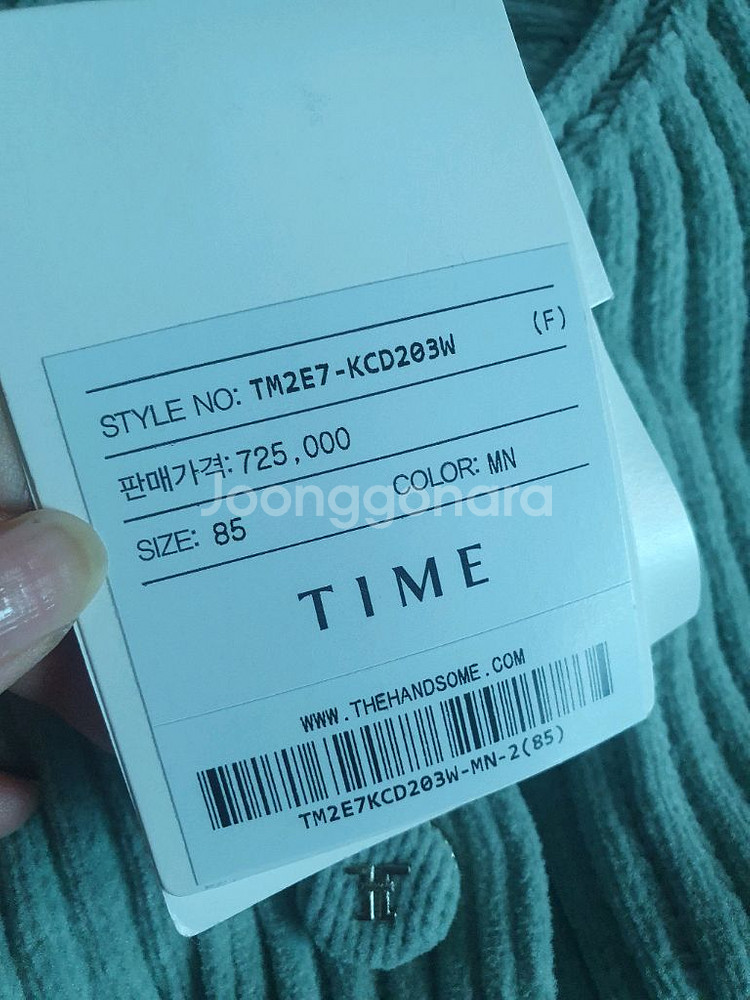 (F)
STYLE NO: TM2E7-KCD203W
판매가격: 725,000
SIZE: 85 COLOR: MN
Joonggonara
TIME
WWW.THEHANDSOME.COM
TM2E7KCD203W-MN-2(85)